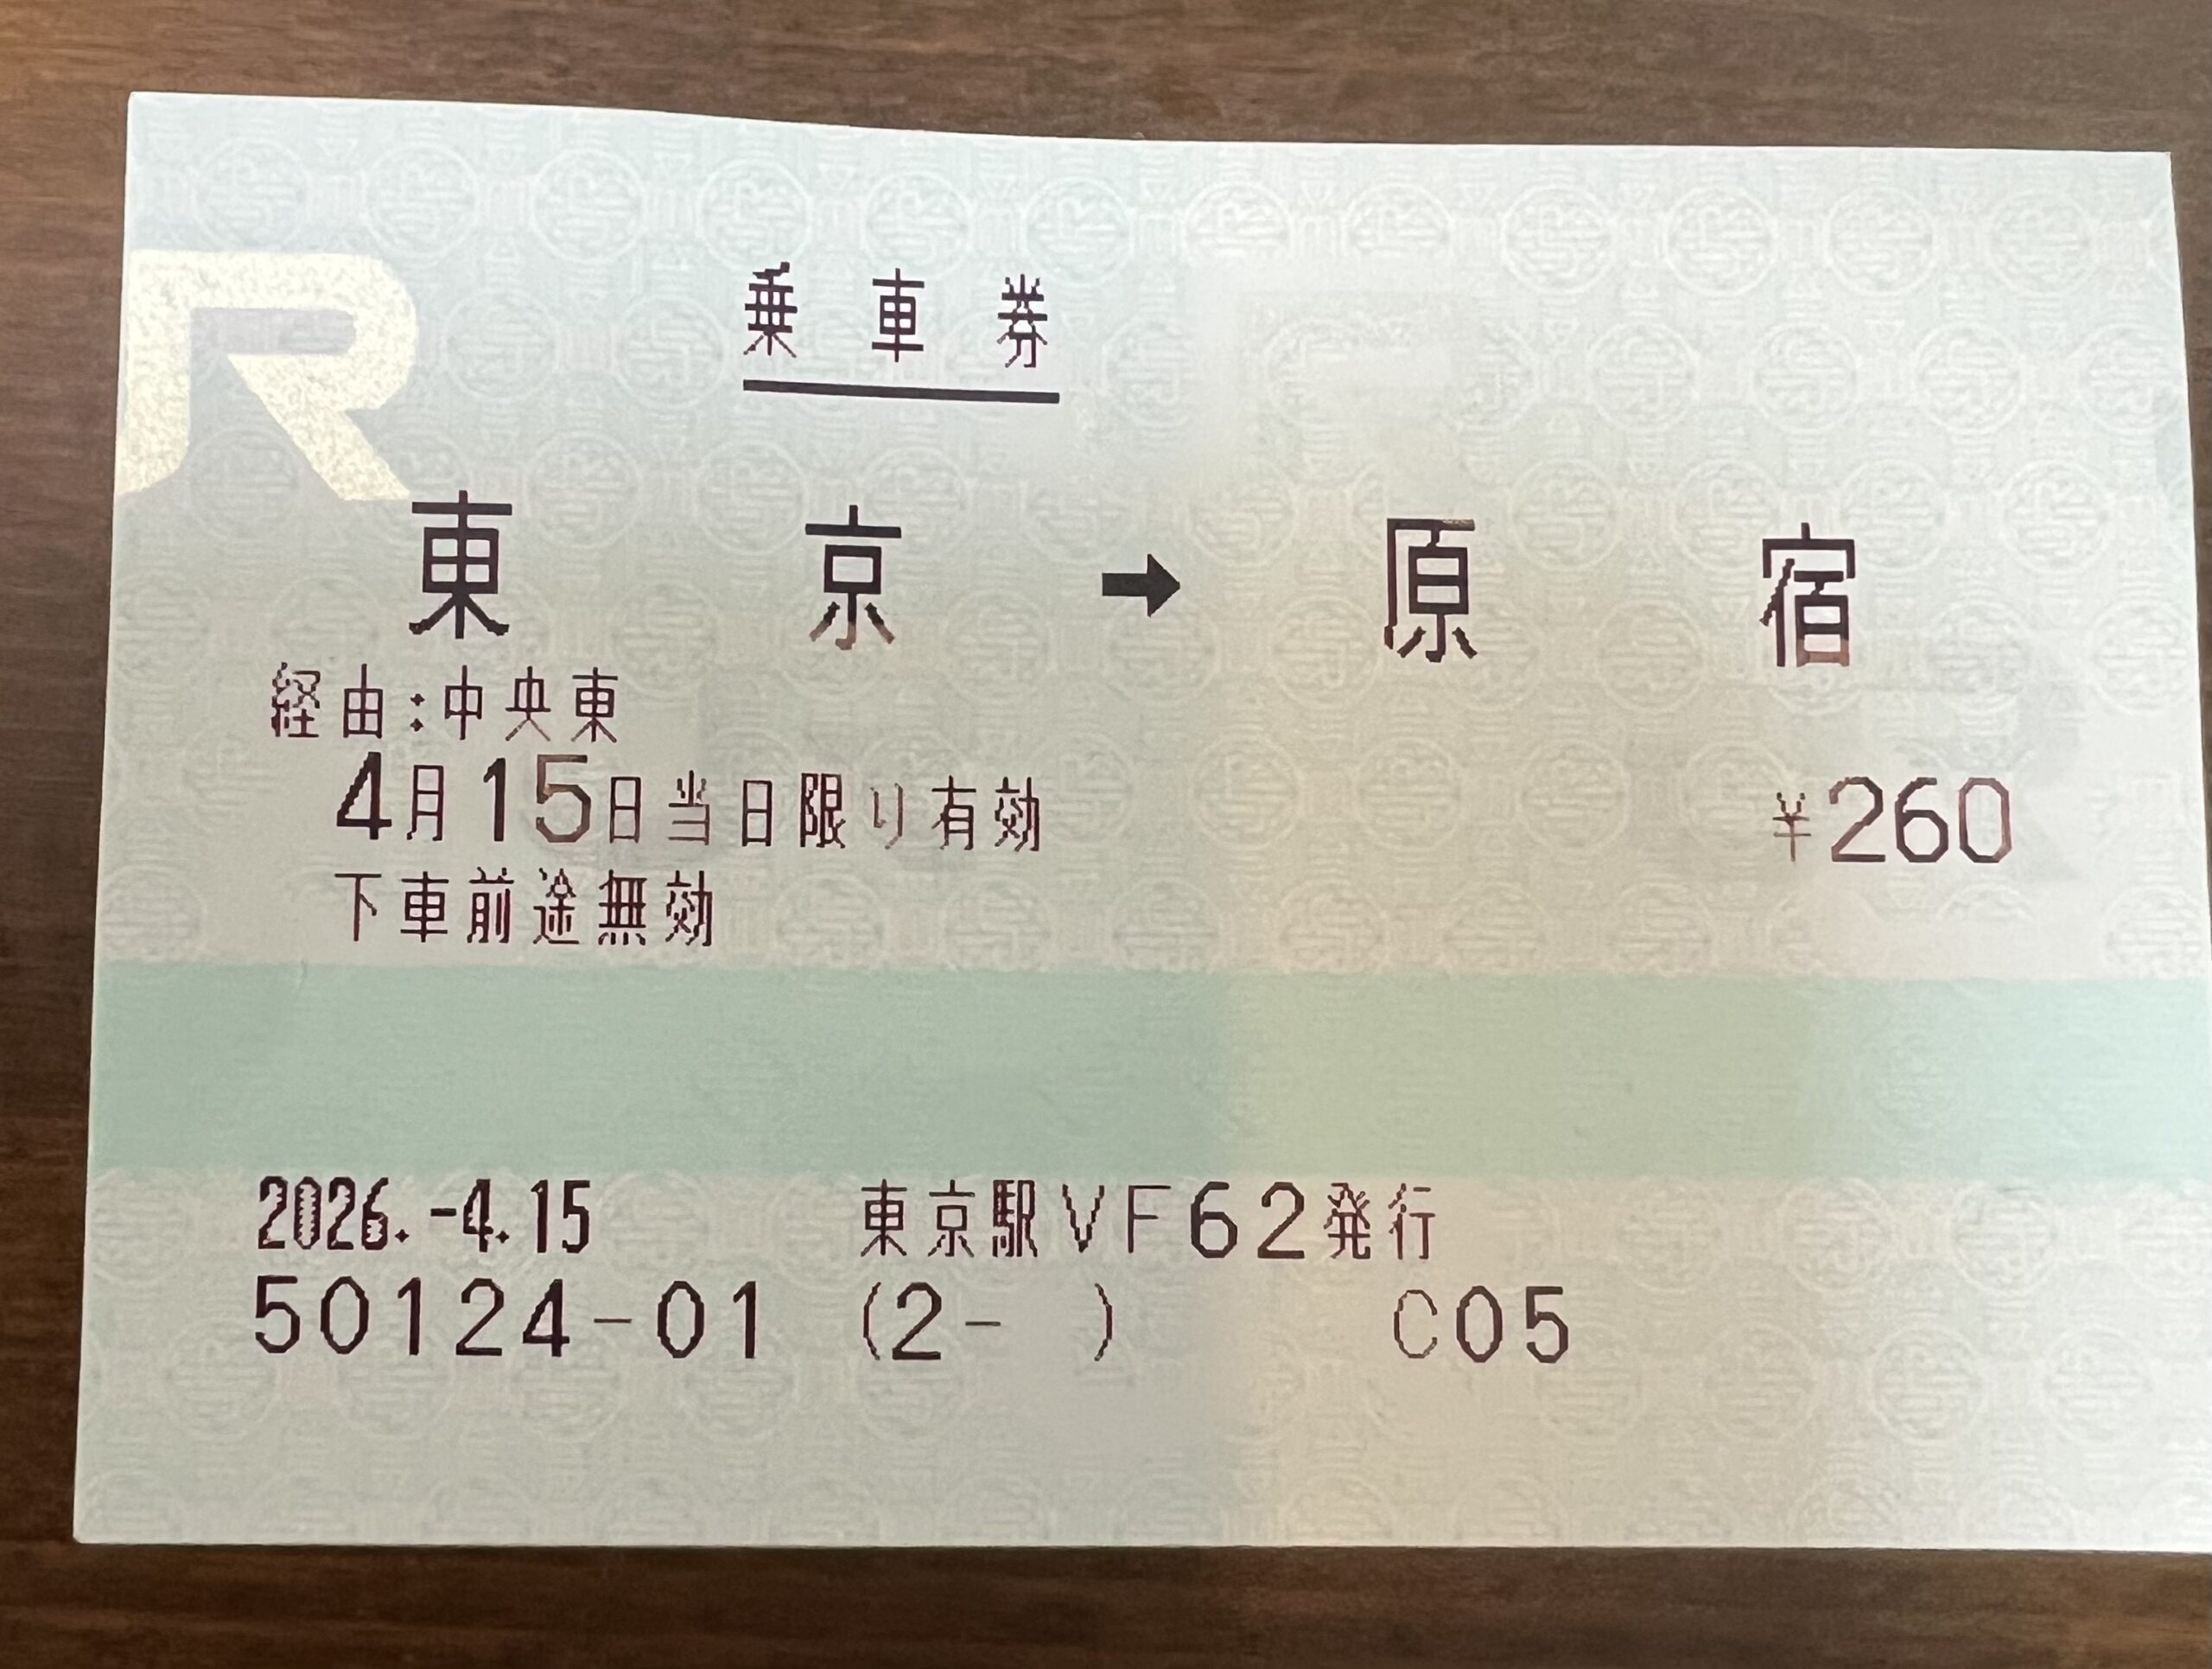 乗車券
東京➡原宿
経由:中央東
4月15日当日限り有効 ¥260
下車前途無効
2026.-4.15 東京駅VF62発行
50124-01 (2- ) C05